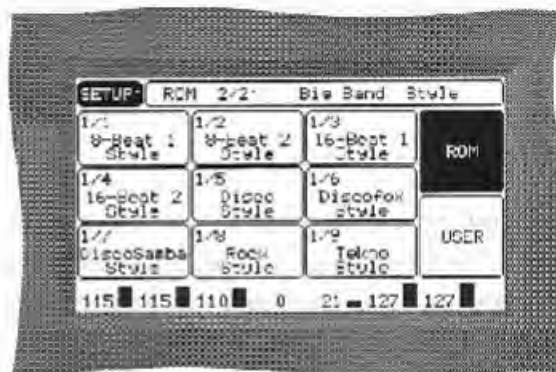 SETUP· ROM 2/2· Big Band Style
1/1 1/2 1/3
8-Beat 1 8-Beat 2 16-Beat 1 ROM
Style Style Style
1/4 1/5 1/6
16-Beat 2 Disco Discofox
Style Style Style
1/7 1/8 1/9 USER
DiscoSamba Rock Tekno
Style Style Style
115 115 110 0 21 127 127